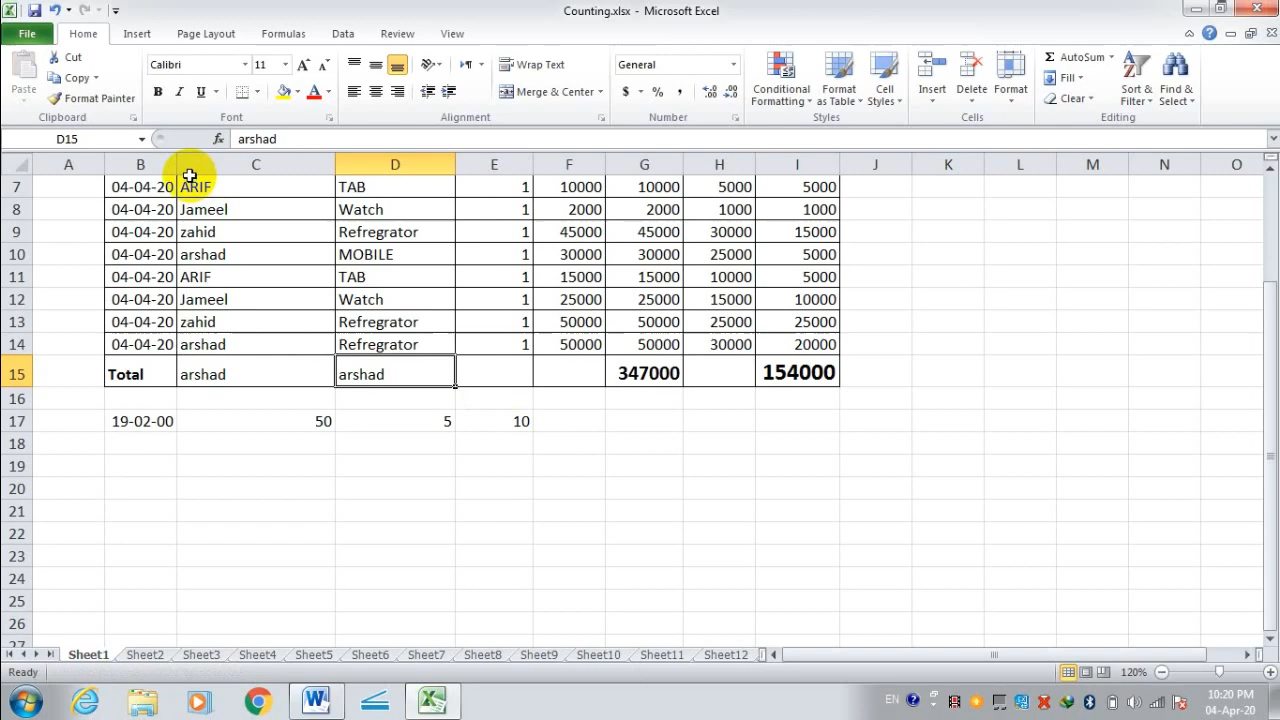 Counting.xlsx - Microsoft Excel
File Home Insert Page Layout Formulas Data Review View
Cut
Copy
Format Painter
Paste
Clipboard
Calibri 11
B I U
Font
Wrap Text
Merge & Center
Alignment
General
$ % ,
Number
Conditional Formatting
Format as Table
Cell Styles
Styles
Insert Delete Format
Cells
AutoSum
Fill
Clear
Sort & Filter
Find & Select
Editing
D15 fx arshad
A B C D E F G H I J K L M N O
7 04-04-20 ARIF TAB 1 10000 10000 5000 5000
8 04-04-20 Jameel Watch 1 2000 2000 1000 1000
9 04-04-20 zahid Refregrator 1 45000 45000 30000 15000
10 04-04-20 arshad MOBILE 1 30000 30000 25000 5000
11 04-04-20 ARIF TAB 1 15000 15000 10000 5000
12 04-04-20 Jameel Watch 1 25000 25000 15000 10000
13 04-04-20 zahid Refregrator 1 50000 50000 25000 25000
14 04-04-20 arshad Refregrator 1 50000 50000 30000 20000
15 Total arshad arshad 347000 154000
16
17 19-02-00 50 5 10
18
19
20
21
22
23
24
25
26
27
Sheet1 Sheet2 Sheet3 Sheet4 Sheet5 Sheet6 Sheet7 Sheet8 Sheet9 Sheet10 Sheet11 Sheet12
Ready 120%
EN 10:20 PM
04-Apr-20